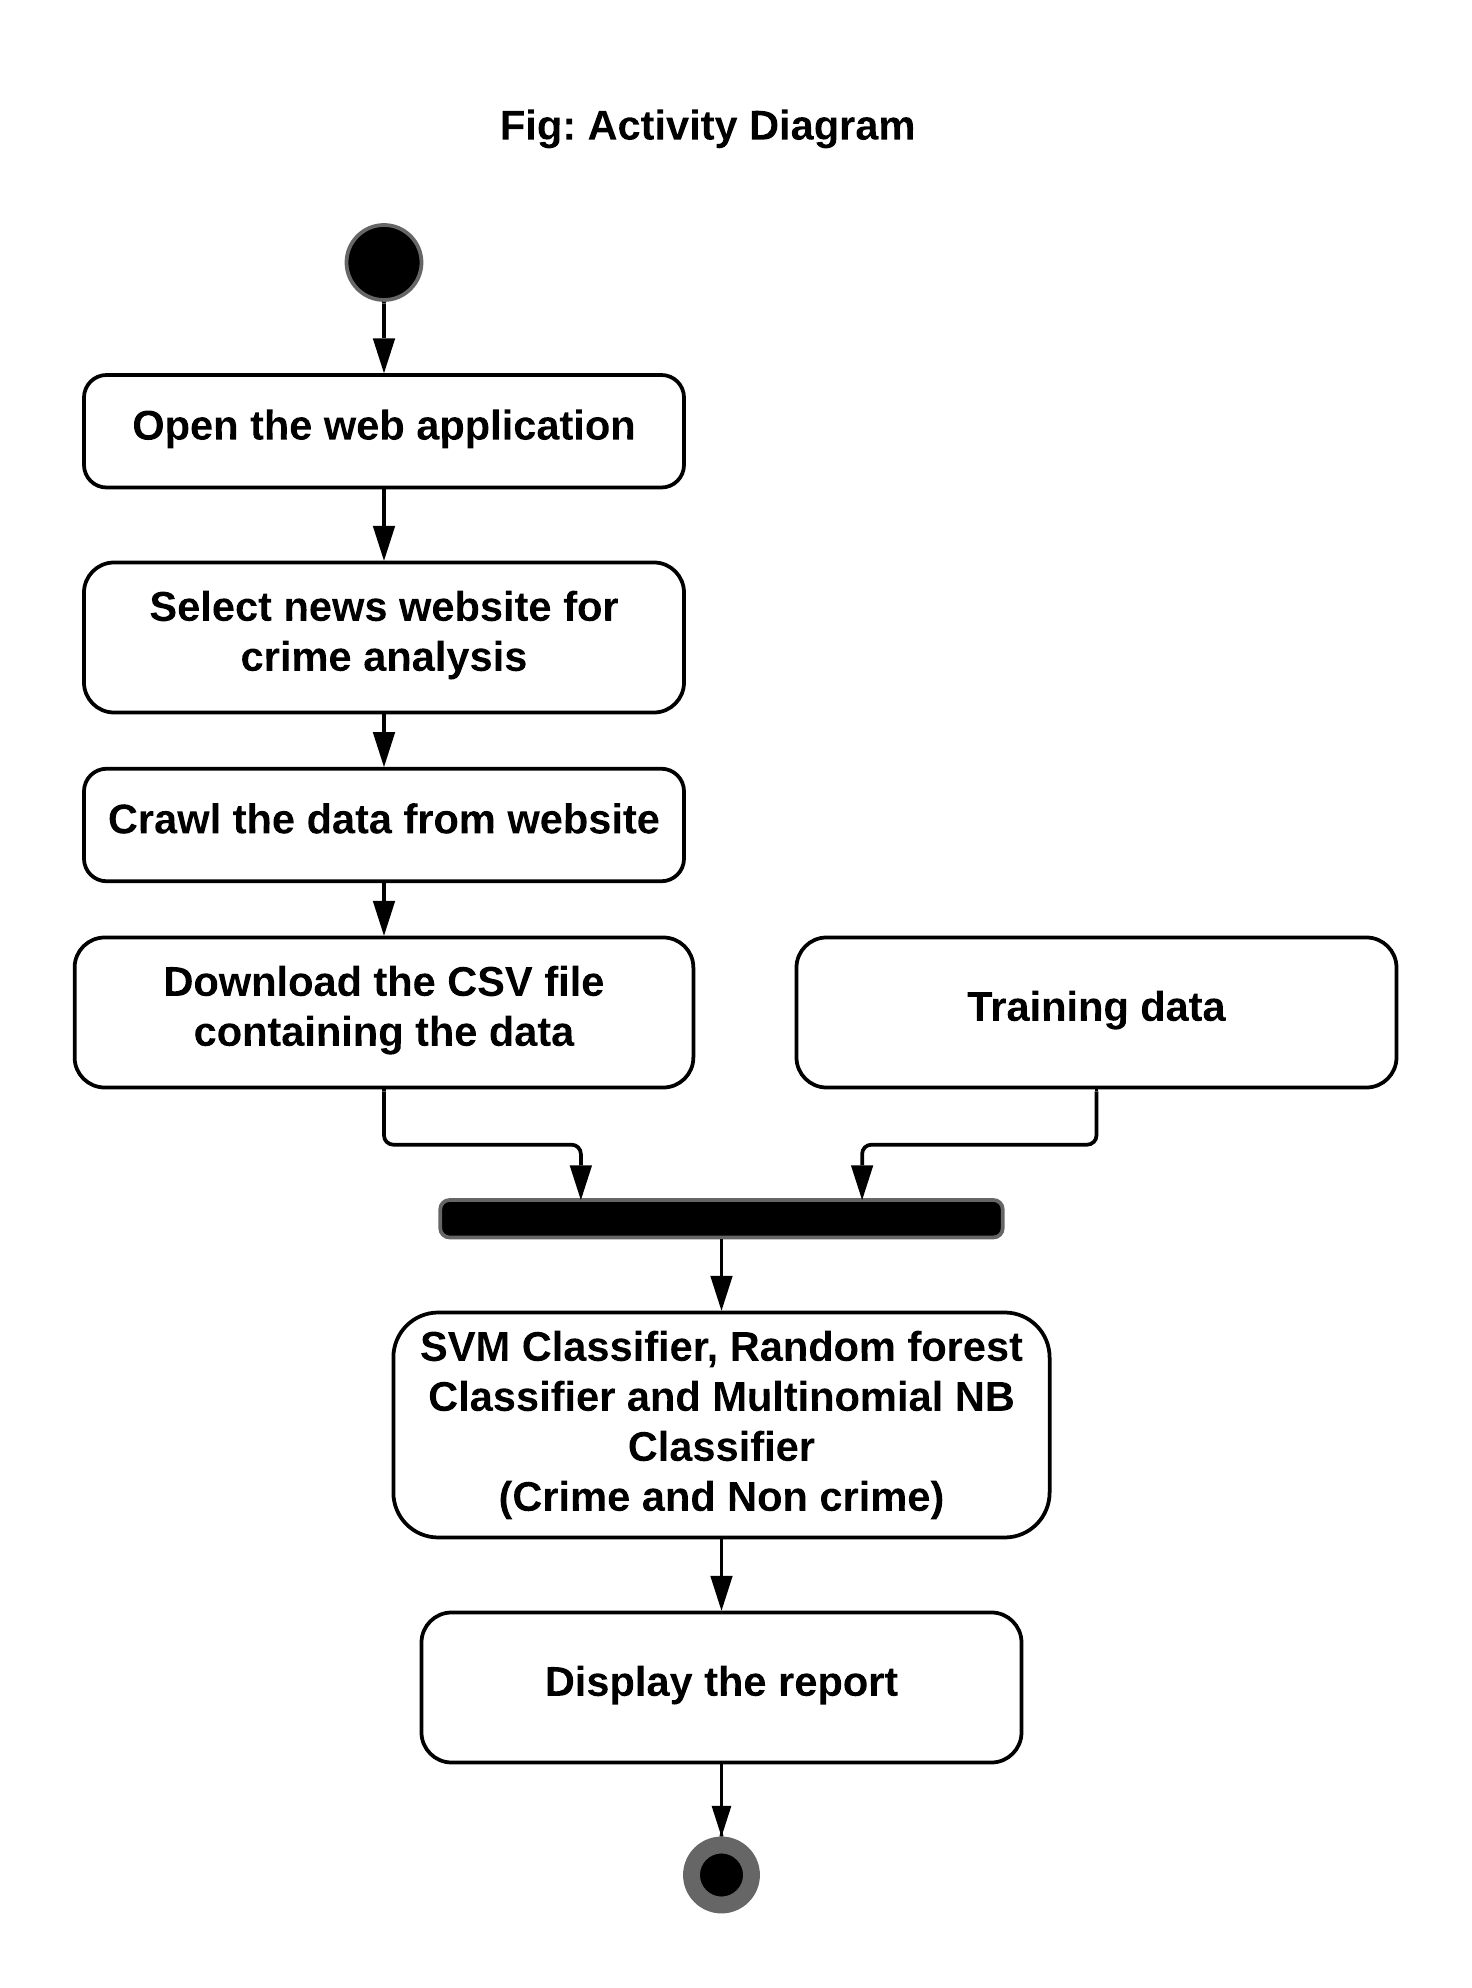 Fig: Activity Diagram
Open the web application
Select news website for
crime analysis
Crawl the data from website
Download the CSV file
containing the data
Training data
SVM Classifier, Random forest
Classifier and Multinomial NB
Classifier
(Crime and Non crime)
Display the report